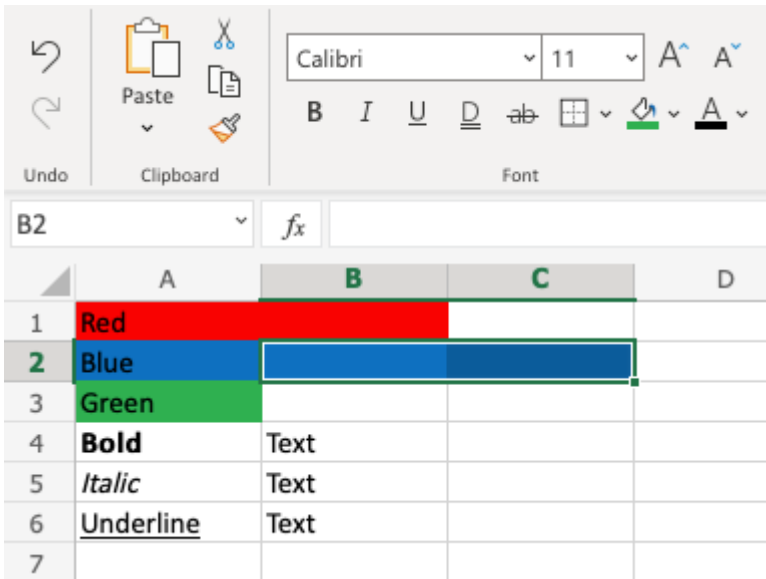 Calibri 11 A A
Paste
B I U D ab A
Undo Clipboard Font
B2 fx
A B C D
1 Red
2 Blue
3 Green
4 Bold Text
5 Italic Text
6 Underline Text
7